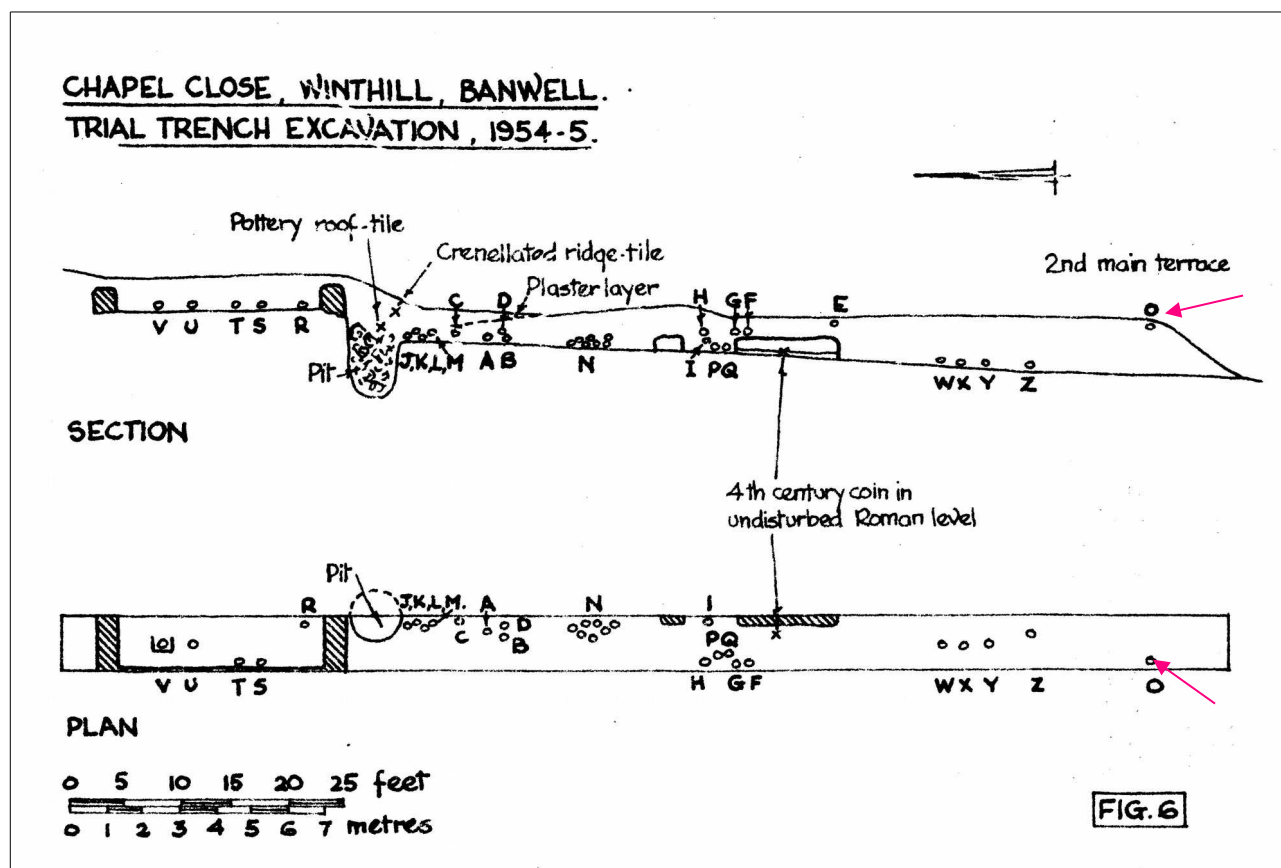 CHAPEL CLOSE, WINTHILL, BANWELL.
TRIAL TRENCH EXCAVATION, 1954-5.
Pottery roof-tile
Crenellated ridge-tile
2nd main terrace
C D Plaster layer H G F E O
V U T S R
Pit J,K,L,M A B N I P Q W X Y Z
SECTION
4th century coin in
undisturbed Roman level
Pit
R J,K,L,M. A N I
C D P Q
B
V U T S H G F W X Y Z O
PLAN
0 5 10 15 20 25 feet
0 1 2 3 4 5 6 7 metres
FIG. 6